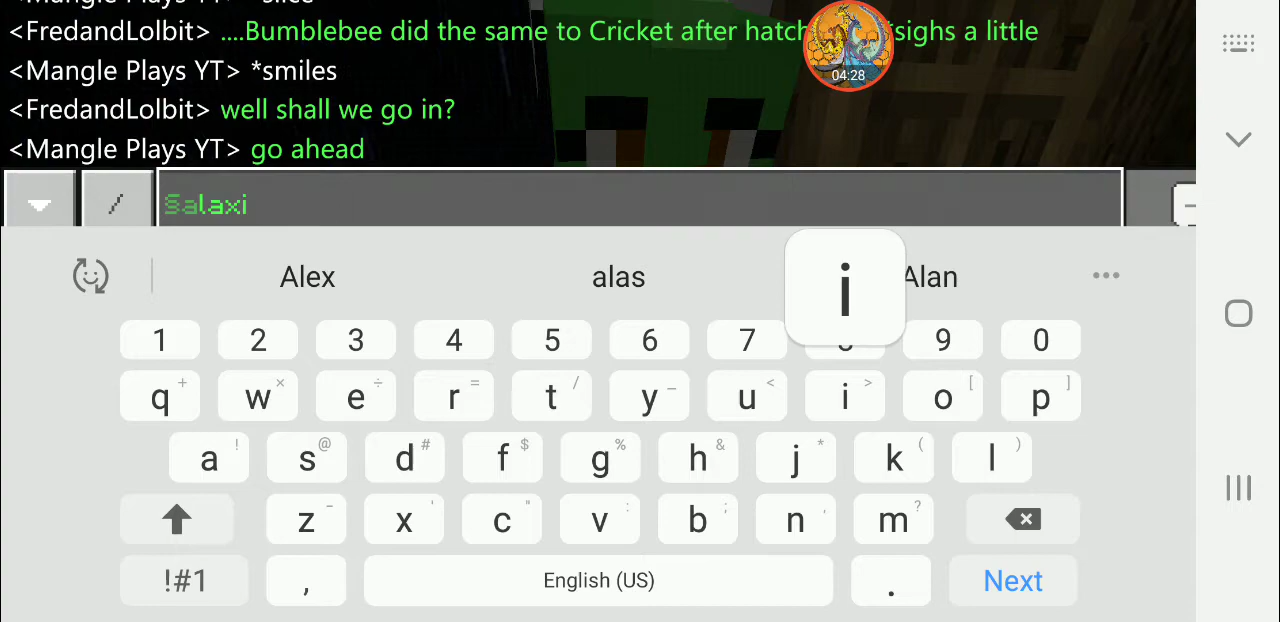 <FredandLolbit> ....Bumblebee did the same to Cricket after hatch sighs a little
<Mangle Plays YT> *smiles
<FredandLolbit> well shall we go in?
<Mangle Plays YT> go ahead
04:28
/
alaxi
Alex alas Alan •••
i
1 2 3 4 5 6 7 9 0
q + w × e ÷ r = t / y _ u < i > o [ p ]
a ! s @ d # f $ g % h & j * k ( l )
z - x ' c " v : b ; n , m ?
!#1 , English (US) . Next